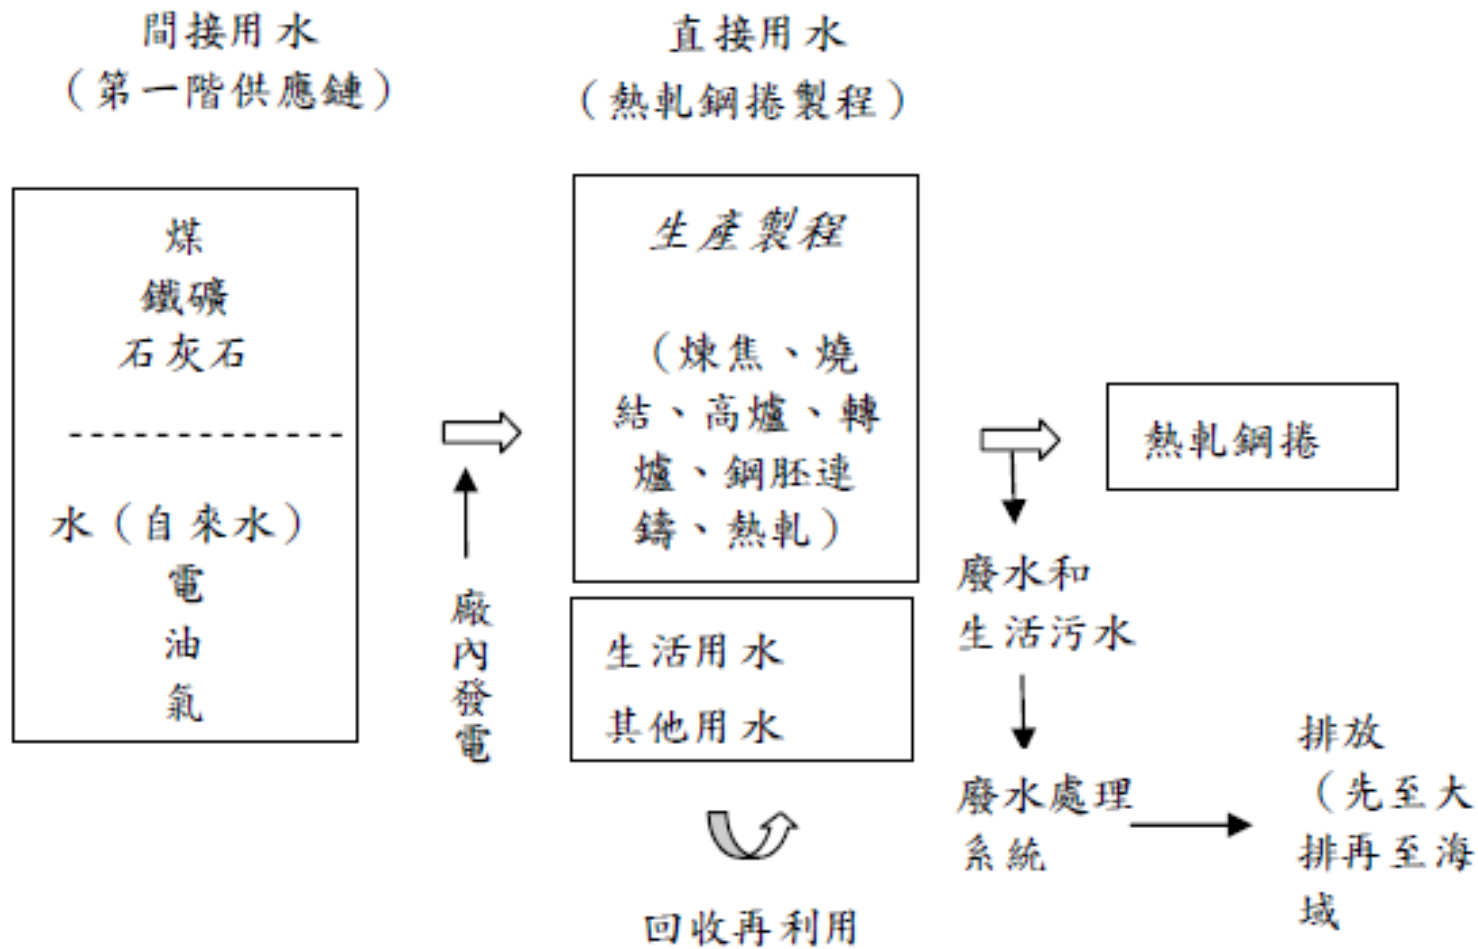 間接用水
（第一階供應鏈）
直接用水
（熱軋鋼捲製程）
煤
鐵礦
石灰石
水（自來水）
電
油
氣
廠內發電
生產製程
（煉焦、燒
結、高爐、轉
爐、鋼胚連
鑄、熱軋）
生活用水
其他用水
回收再利用
熱軋鋼捲
廢水和
生活污水
廢水處理
系統
排放
（先至大
排再至海
域